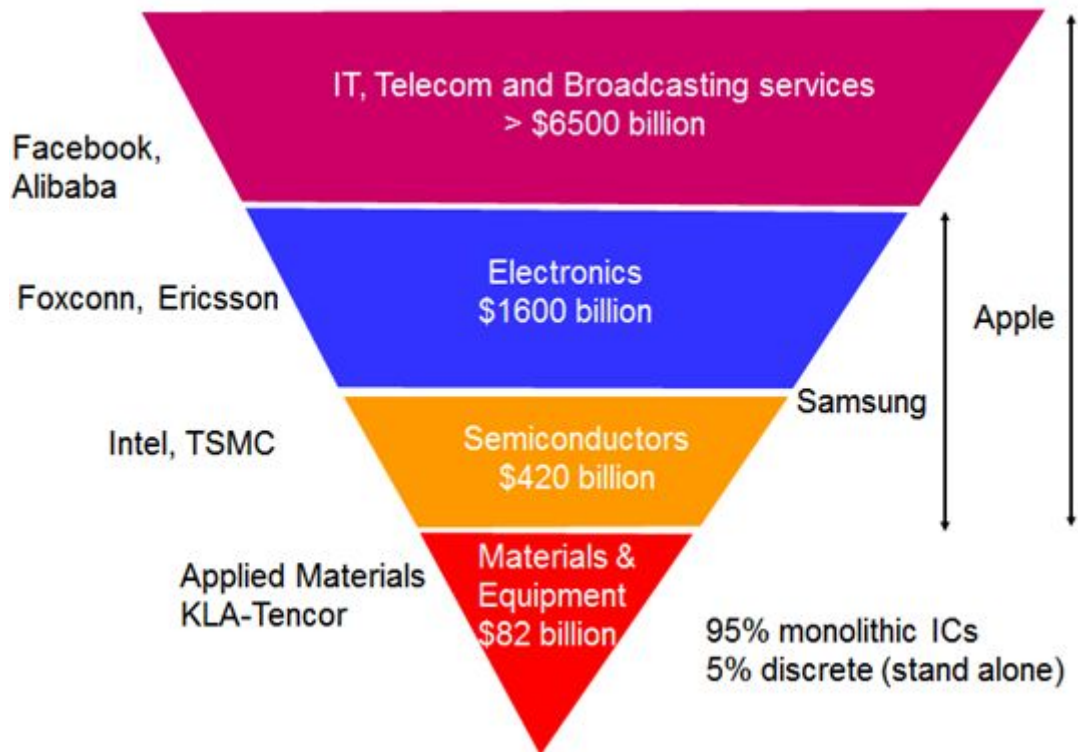 IT, Telecom and Broadcasting services
> $6500 billion
Facebook,
Alibaba
Electronics
$1600 billion
Foxconn, Ericsson
Apple
Samsung
Intel, TSMC
Semiconductors
$420 billion
Materials &
Equipment
$82 billion
Applied Materials
KLA-Tencor
95% monolithic ICs
5% discrete (stand alone)